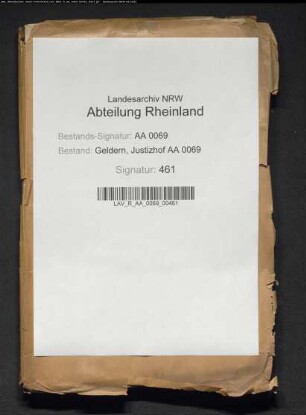 Landesarchiv NRW
Abteilung Rheinland
Bestands-Signatur: AA 0069
Bestand: Geldern, Justizhof AA 0069
Signatur: 461
LAV_R_AA_0069_00461